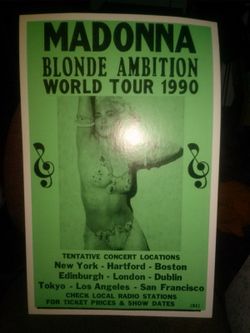 MADONNA
BLONDE AMBITION
WORLD TOUR 1990
TENTATIVE CONCERT LOCATIONS
New York - Hartford - Boston
Edinburgh - London - Dublin
Tokyo - Los Angeles - San Francisco
CHECK LOCAL RADIO STATIONS
FOR TICKET PRICES & SHOW DATES